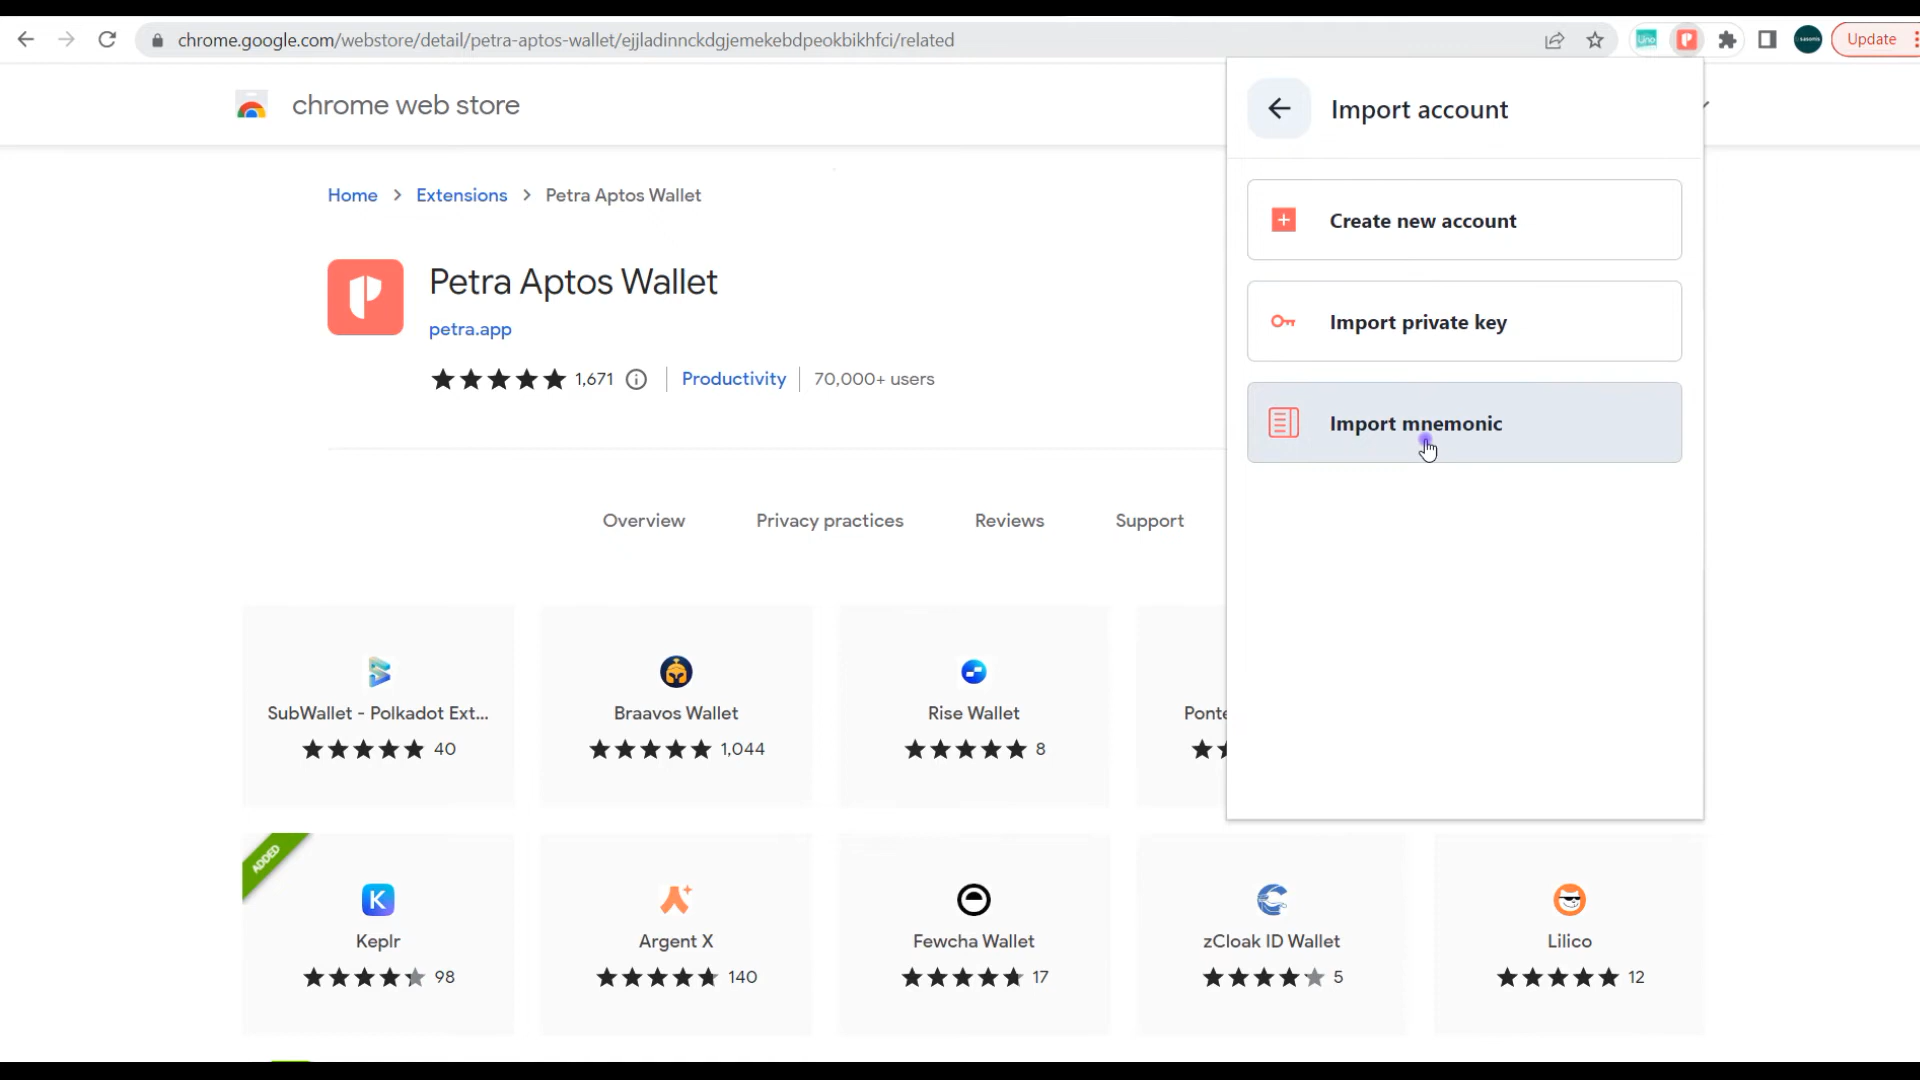 chrome.google.com/webstore/detail/petra-aptos-wallet/ejjladinnckdgjemekebdpeokbikhfci/related
Uno
Update
chrome web store
Import account
Home > Extensions > Petra Aptos Wallet
Create new account
Petra Aptos Wallet
petra.app
Import private key
1,671
Productivity
70,000+ users
Import mnemonic
Overview
Privacy practices
Reviews
Support
SubWallet - Polkadot Ext...
40
Braavos Wallet
1,044
Rise Wallet
8
Ponte
ADDED
K
Keplr
98
Argent X
140
Fewcha Wallet
17
zCloak ID Wallet
5
Lilico
12